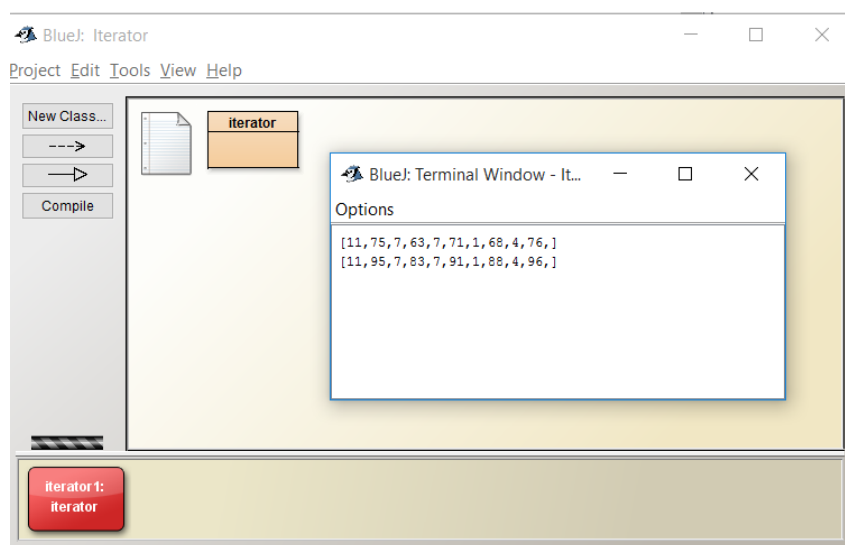 BlueJ: Iterator
Project Edit Tools View Help
New Class...
Compile
iterator
BlueJ: Terminal Window - It...
Options
[11,75,7,63,7,71,1,68,4,76,]
[11,95,7,83,7,91,1,88,4,96,]
iterator1:
iterator